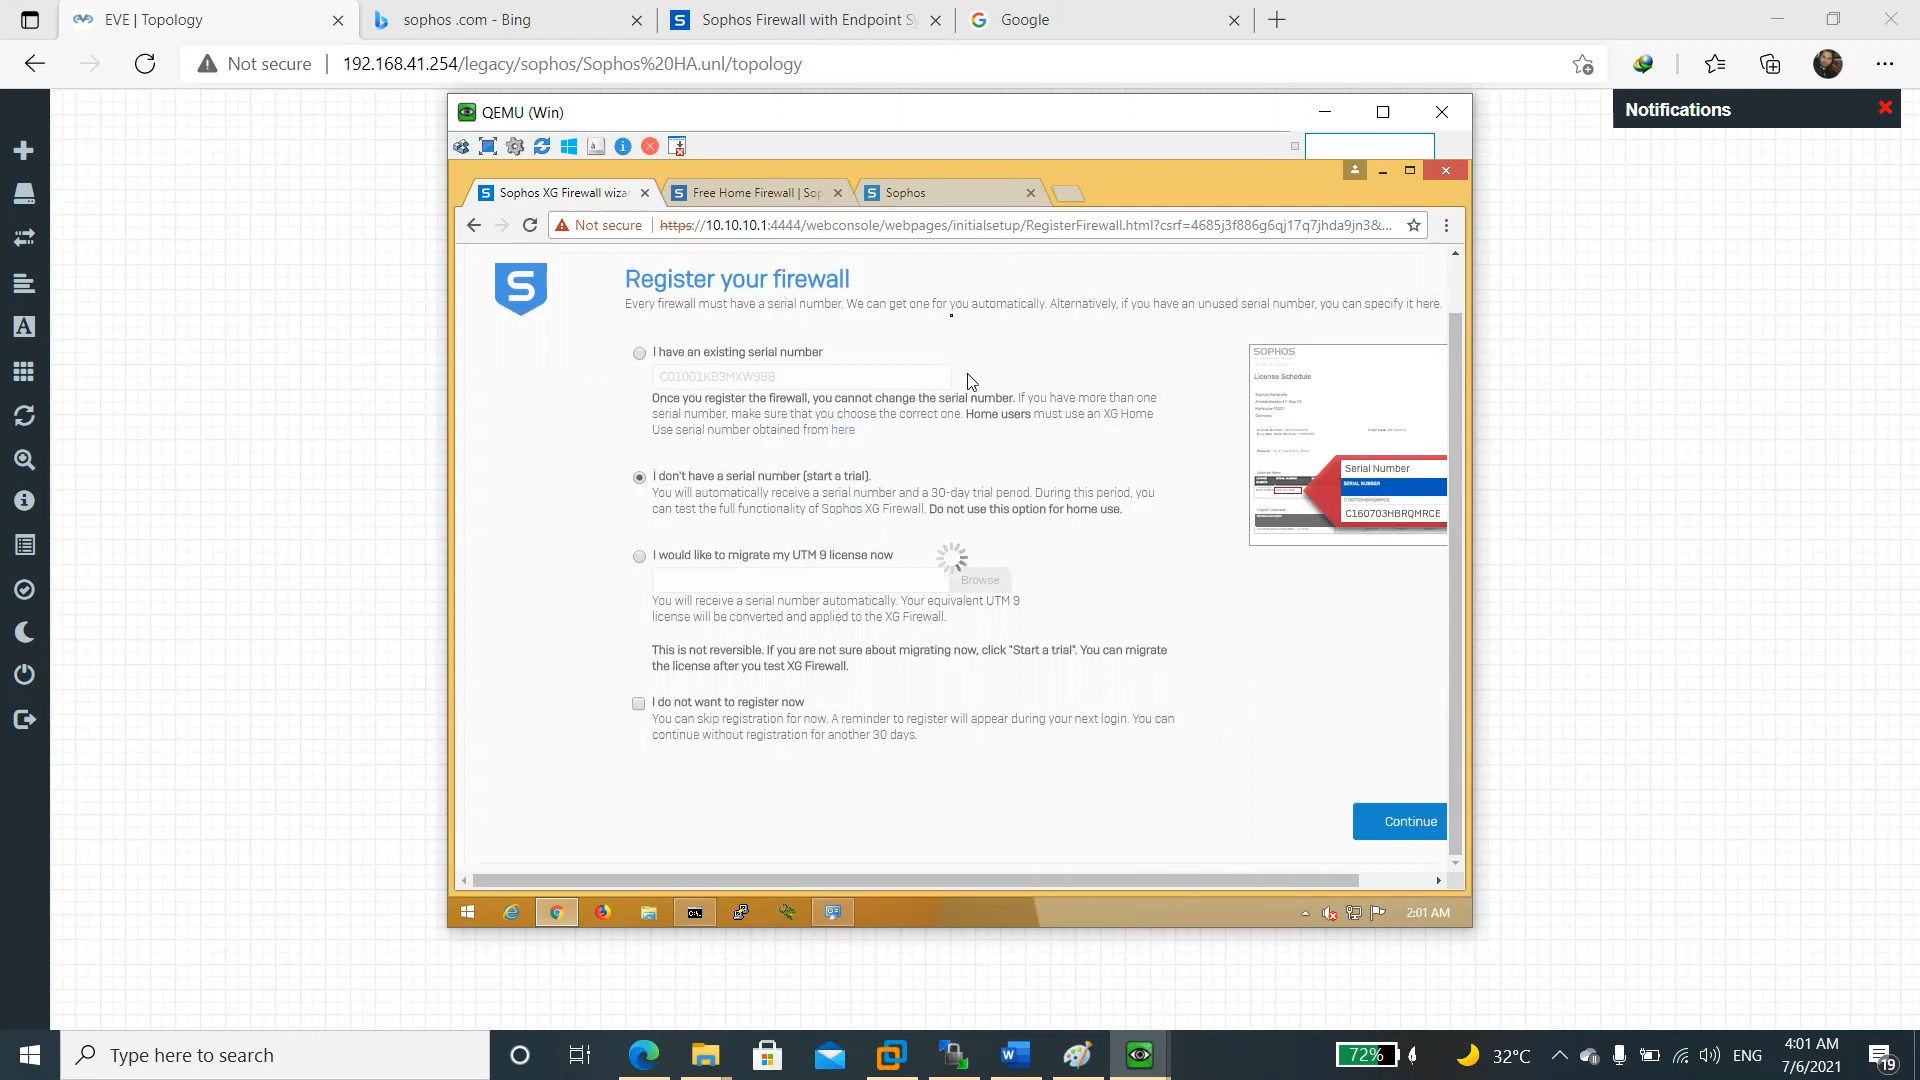 EVE | Topology
sophos .com - Bing
Sophos Firewall with Endpoint Sy
Google
Not secure
192.168.41.254/legacy/sophos/Sophos%20HA.unl/topology
Notifications
QEMU (Win)
Sophos XG Firewall wizar
Free Home Firewall | Sop
Sophos
Not secure
https://10.10.10.1:4444/webconsole/webpages/initialsetup/RegisterFirewall.html?csrf=4685j3f886g6qj17q7jhda9jn3&...
Register your firewall
Every firewall must have a serial number. We can get one for you automatically. Alternatively, if you have an unused serial number, you can specify it here.
I have an existing serial number
C01001KB3MXW998
Once you register the firewall, you cannot change the serial number. If you have more than one
serial number, make sure that you choose the correct one. Home users must use an XG Home
Use serial number obtained from here
I don't have a serial number (start a trial).
You will automatically receive a serial number and a 30-day trial period. During this period, you
can test the full functionality of Sophos XG Firewall. Do not use this option for home use.
I would like to migrate my UTM 9 license now
Browse
You will receive a serial number automatically. Your equivalent UTM 9
license will be converted and applied to the XG Firewall.
This is not reversible. If you are not sure about migrating now, click "Start a trial". You can migrate
the license after you test XG Firewall.
I do not want to register now
You can skip registration for now. A reminder to register will appear during your next login. You can
continue without registration for another 30 days.
SOPHOS
License Schedule
Serial Number
SERIAL NUMBER
C160703HBRQMRCE
C160703HBRQMRCE
Continue
2:01 AM
Type here to search
72%
32°C
ENG
4:01 AM
7/6/2021
19